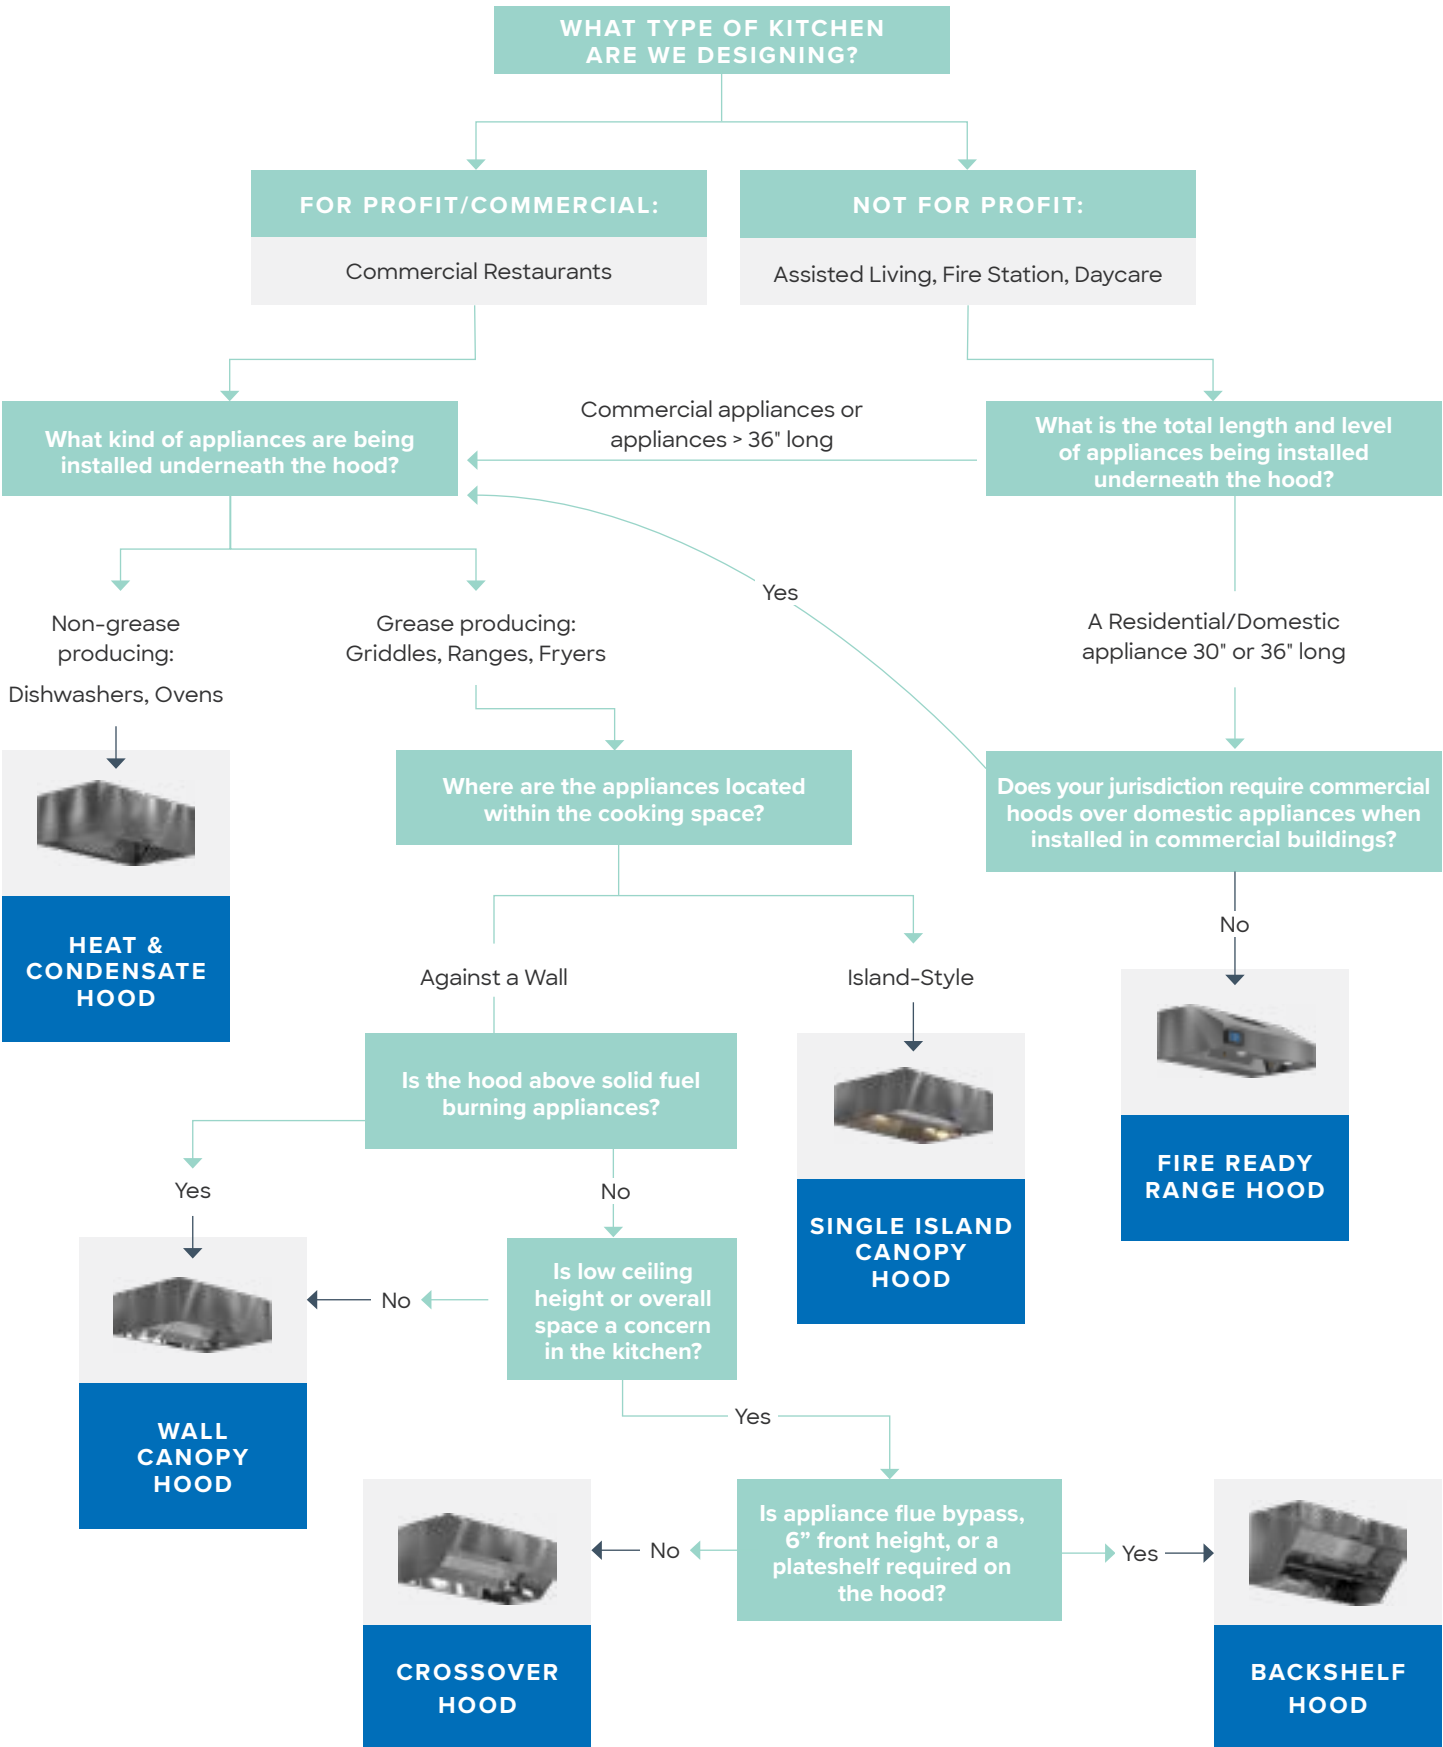 WHAT TYPE OF KITCHEN
ARE WE DESIGNING?
FOR PROFIT/COMMERCIAL:
Commercial Restaurants
NOT FOR PROFIT:
Assisted Living, Fire Station, Daycare
What kind of appliances are being
installed underneath the hood?
Commercial appliances or
appliances > 36" long
What is the total length and level
of appliances being installed
underneath the hood?
Yes
Non-grease
producing:
Dishwashers, Ovens
Grease producing:
Griddles, Ranges, Fryers
A Residential/Domestic
appliance 30" or 36" long
Where are the appliances located
within the cooking space?
Does your jurisdiction require commercial
hoods over domestic appliances when
installed in commercial buildings?
HEAT &
CONDENSATE
HOOD
No
Against a Wall
Island-Style
Is the hood above solid fuel
burning appliances?
FIRE READY
RANGE HOOD
Yes
No
SINGLE ISLAND
CANOPY
HOOD
Is low ceiling
height or overall
space a concern
in the kitchen?
No
WALL
CANOPY
HOOD
Yes
Is appliance flue bypass,
6” front height, or a
plateshelf required on
the hood?
No
Yes
CROSSOVER
HOOD
BACKSHELF
HOOD